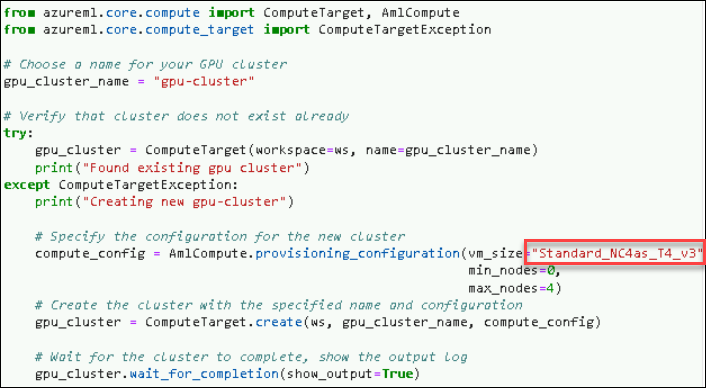 from azureml.core.compute import ComputeTarget, AmlCompute
from azureml.core.compute_target import ComputeTargetException
# Choose a name for your GPU cluster
gpu_cluster_name = "gpu-cluster"
# Verify that cluster does not exist already
try:
    gpu_cluster = ComputeTarget(workspace=ws, name=gpu_cluster_name)
    print("Found existing gpu cluster")
except ComputeTargetException:
    print("Creating new gpu-cluster")
    # Specify the configuration for the new cluster
    compute_config = AmlCompute.provisioning_configuration(vm_size="Standard_NC4as_T4_v3"
                                                           min_nodes=0,
                                                           max_nodes=4)
    # Create the cluster with the specified name and configuration
    gpu_cluster = ComputeTarget.create(ws, gpu_cluster_name, compute_config)
    # Wait for the cluster to complete, show the output log
    gpu_cluster.wait_for_completion(show_output=True)